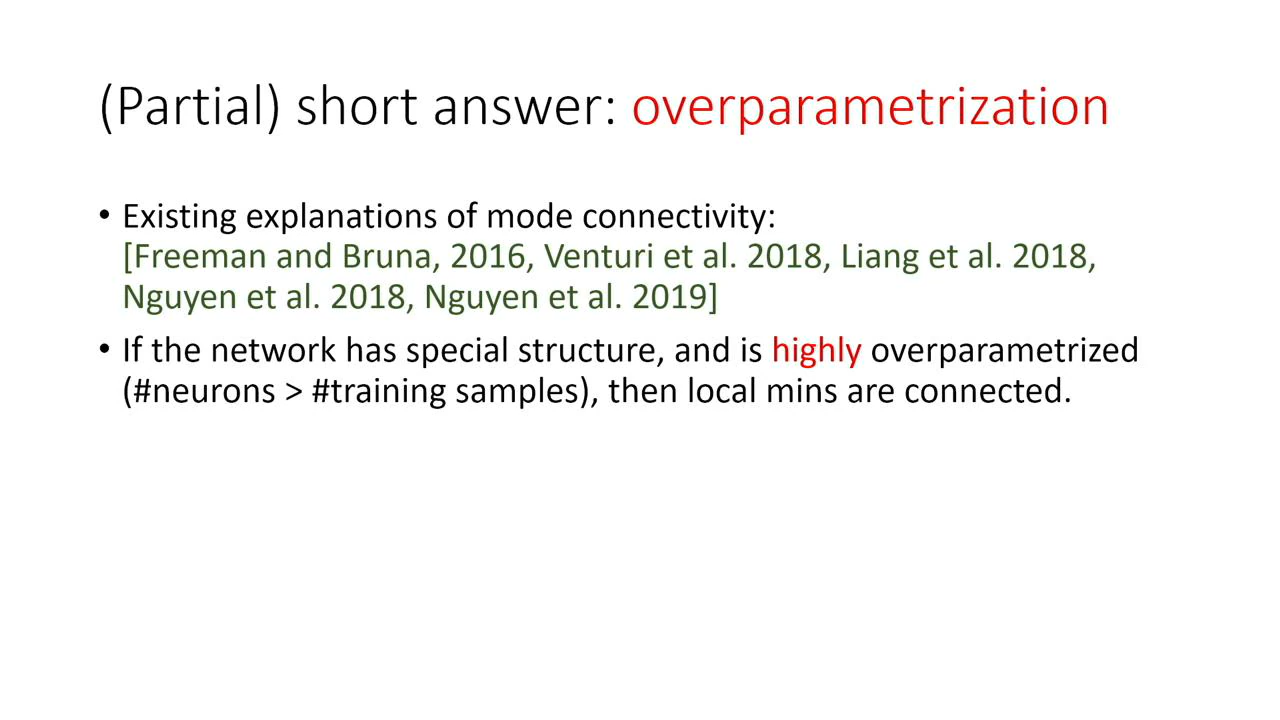 (Partial) short answer: overparametrization
• Existing explanations of mode connectivity:
[Freeman and Bruna, 2016, Venturi et al. 2018, Liang et al. 2018,
Nguyen et al. 2018, Nguyen et al. 2019]
• If the network has special structure, and is highly overparametrized
(#neurons > #training samples), then local mins are connected.